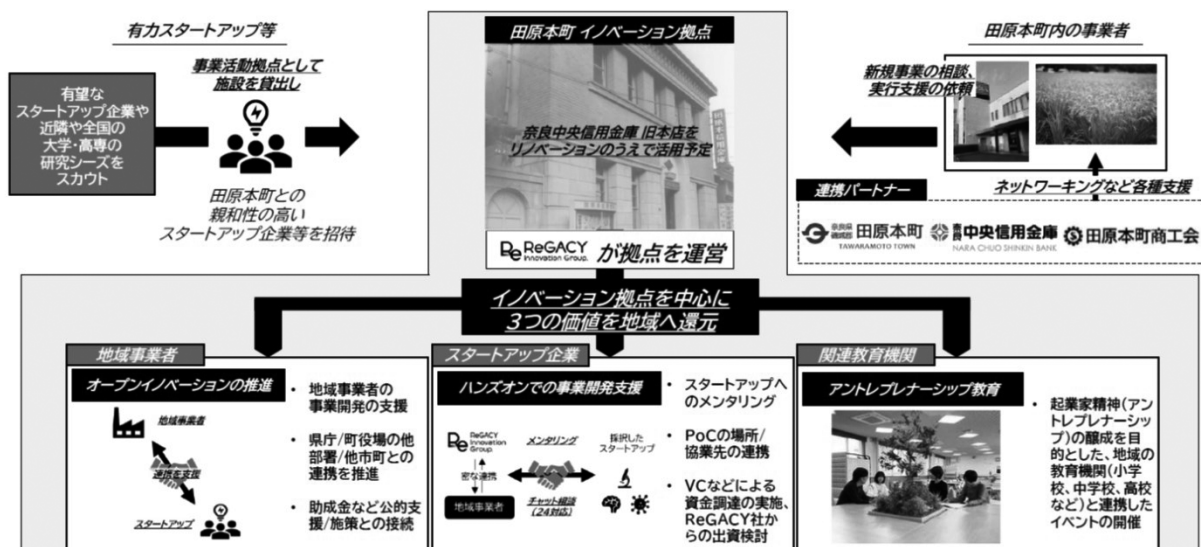 有力スタートアップ等
有望な
スタートアップ企業や
近隣や全国の
大学・高専の
研究シーズを
スカウト
事業活動拠点として
施設を貸出し
田原本町との
親和性の高い
スタートアップ企業等を招待
田原本町 イノベーション拠点
奈良中央信用金庫 旧本店を
リノベーションのうえで活用予定
ReGACY
Innovation Group.
が拠点を運営
田原本町内の事業者
新規事業の相談、
実行支援の依頼
ネットワーキングなど各種支援
連携パートナー
奈良県
磯城郡
田原本町
TAWARAMOTO TOWN
奈良中央信用金庫
NARA CHUO SHINKIN BANK
田原本町商工会
イノベーション拠点を中心に
3つの価値を地域へ還元
地域事業者
オープンイノベーションの推進
地域事業者
連携を支援
スタートアップ
• 地域事業者の
事業開発の支援
• 県庁/町役場の他
部署/他市町との
連携を推進
• 助成金など公的支
援/施策との接続
スタートアップ企業
ハンズオンでの事業開発支援
ReGACY
Innovation
Group.
メンタリング
採択した
スタートアップ
密な連携
地域事業者
チャット相談
(24対応)
• スタートアップへ
のメンタリング
• PoCの場所/
協業先の連携
• VCなどによる
資金調達の実施、
ReGACY社か
らの出資検討
関連教育機関
アントレプレナーシップ教育
• 起業家精神(アン
トレプレナーシッ
プ)の醸成を目
的とした、地域の
教育機関(小学
校、中学校、高校
など)と連携した
イベントの開催